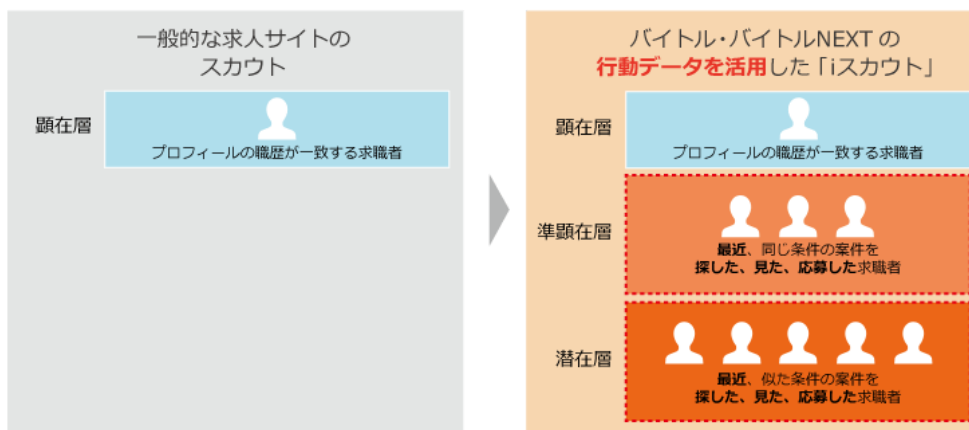 一般的な求人サイトの
スカウト
顕在層
プロフィールの職歴が一致する求職者
バイトル・バイトルNEXT の
行動データを活用した「iスカウト」
顕在層
プロフィールの職歴が一致する求職者
準顕在層
最近、同じ条件の案件を
探した、見た、応募した求職者
潜在層
最近、似た条件の案件を
探した、見た、応募した求職者